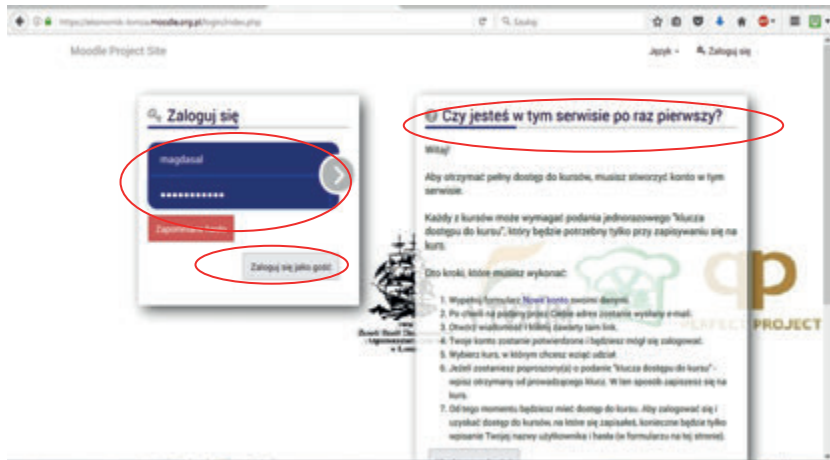 Szukaj
Moodle Project Site
Język
Zaloguj się
Zaloguj się
magdasal
Zaloguj się jako gość
Czy jesteś w tym serwisie po raz pierwszy?
Witaj!
Aby otrzymać pełny dostęp do kursów, musisz stworzyć konto w tym
serwisie.
Każdy z kursów może wymagać podania jednorazowego "klucza
dostępu do kursu", który będzie potrzebny tylko przy zapisywaniu się na
kurs.
Oto kroki, które musisz wykonać:
1. Wypełnij formularz Nowe konto swoimi danymi.
2. Po chwili na podany przez Ciebie adres zostanie wysłany e-mail.
3. Otwórz wiadomość i kliknij zawarty tam link.
4. Twoje konto zostanie potwierdzone i będziesz mógł się zalogować.
5. Wybierz kurs, w którym chcesz wziąć udział.
6. Jeżeli zostaniesz poproszony(a) o podanie "klucza dostępu do kursu" -
wpisz otrzymany od prowadzącego klucz. W ten sposób zapiszesz się na
kurs.
7. Od tego momentu będziesz mieć dostęp do kursu. Aby zalogować się i
uzyskać dostęp do kursów, na które się zapisałeś, konieczne będzie tylko
wpisanie Twojej nazwy użytkownika i hasła (w formularzu na tej stronie).
PERFECT PROJECT